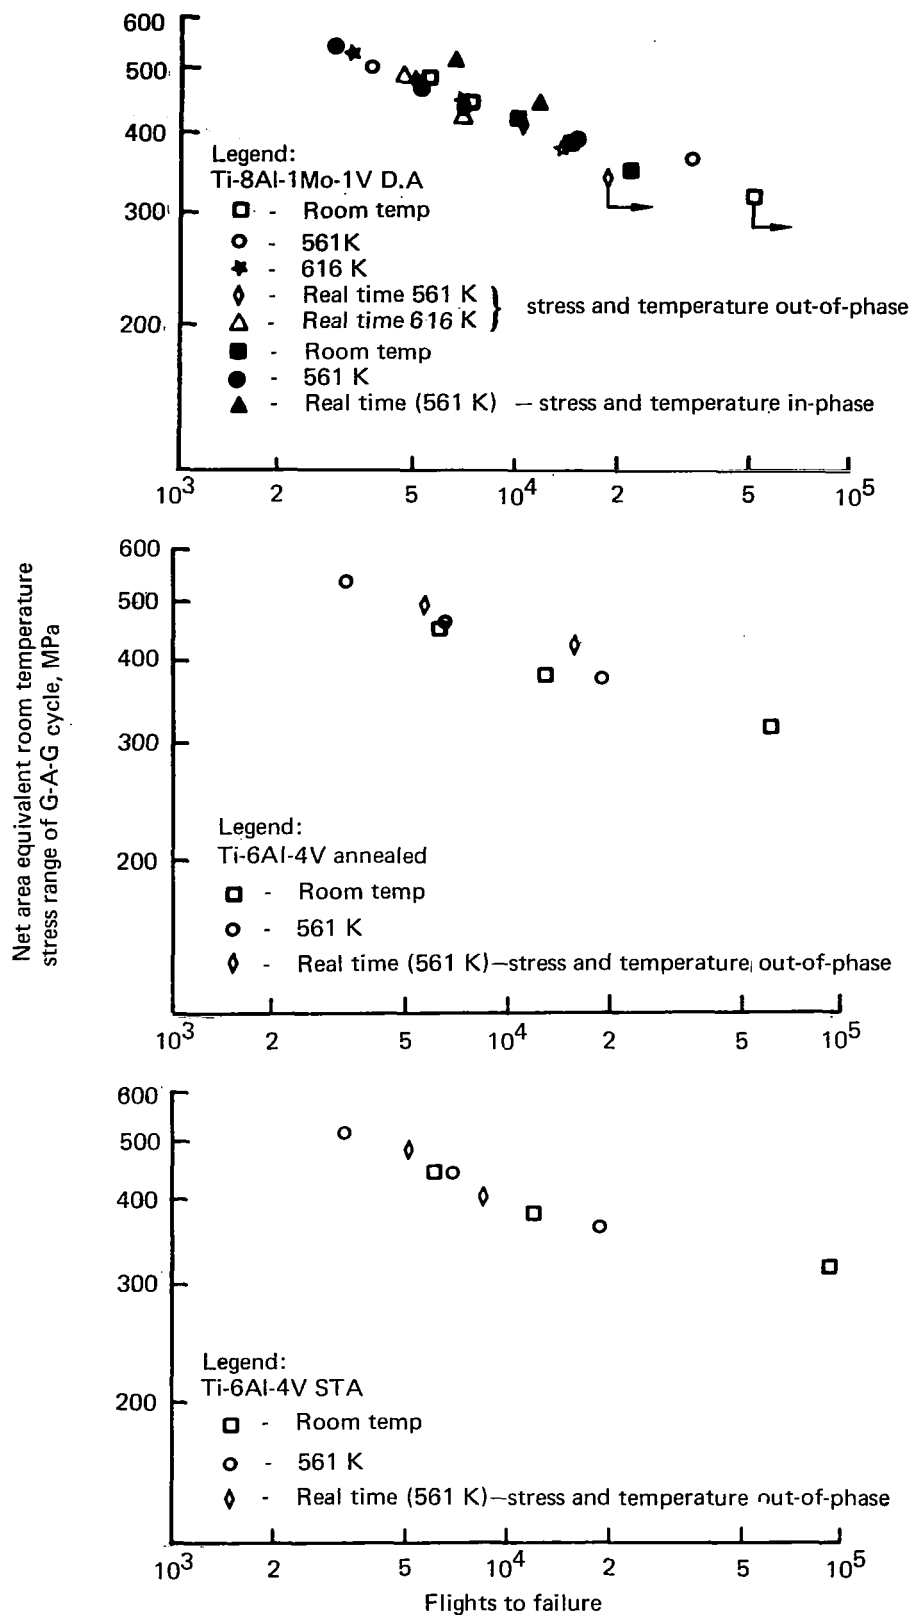 600
500
400
300
200
Legend:
Ti-8Al-1Mo-1V D.A
- Room temp
- 561K
- 616 K
- Real time 561 K
- Real time 616 K
} stress and temperature out-of-phase
- Room temp
- 561 K
- Real time (561 K) — stress and temperature in-phase
10³ 2 5 10⁴ 2 5 10⁵
Net area equivalent room temperature
stress range of G-A-G cycle, MPa
600
500
400
300
200
Legend:
Ti-6Al-4V annealed
- Room temp
- 561 K
- Real time (561 K)—stress and temperature out-of-phase
10³ 2 5 10⁴ 2 5 10⁵
600
500
400
300
200
Legend:
Ti-6Al-4V STA
- Room temp
- 561 K
- Real time (561 K)—stress and temperature out-of-phase
10³ 2 5 10⁴ 2 5 10⁵
Flights to failure